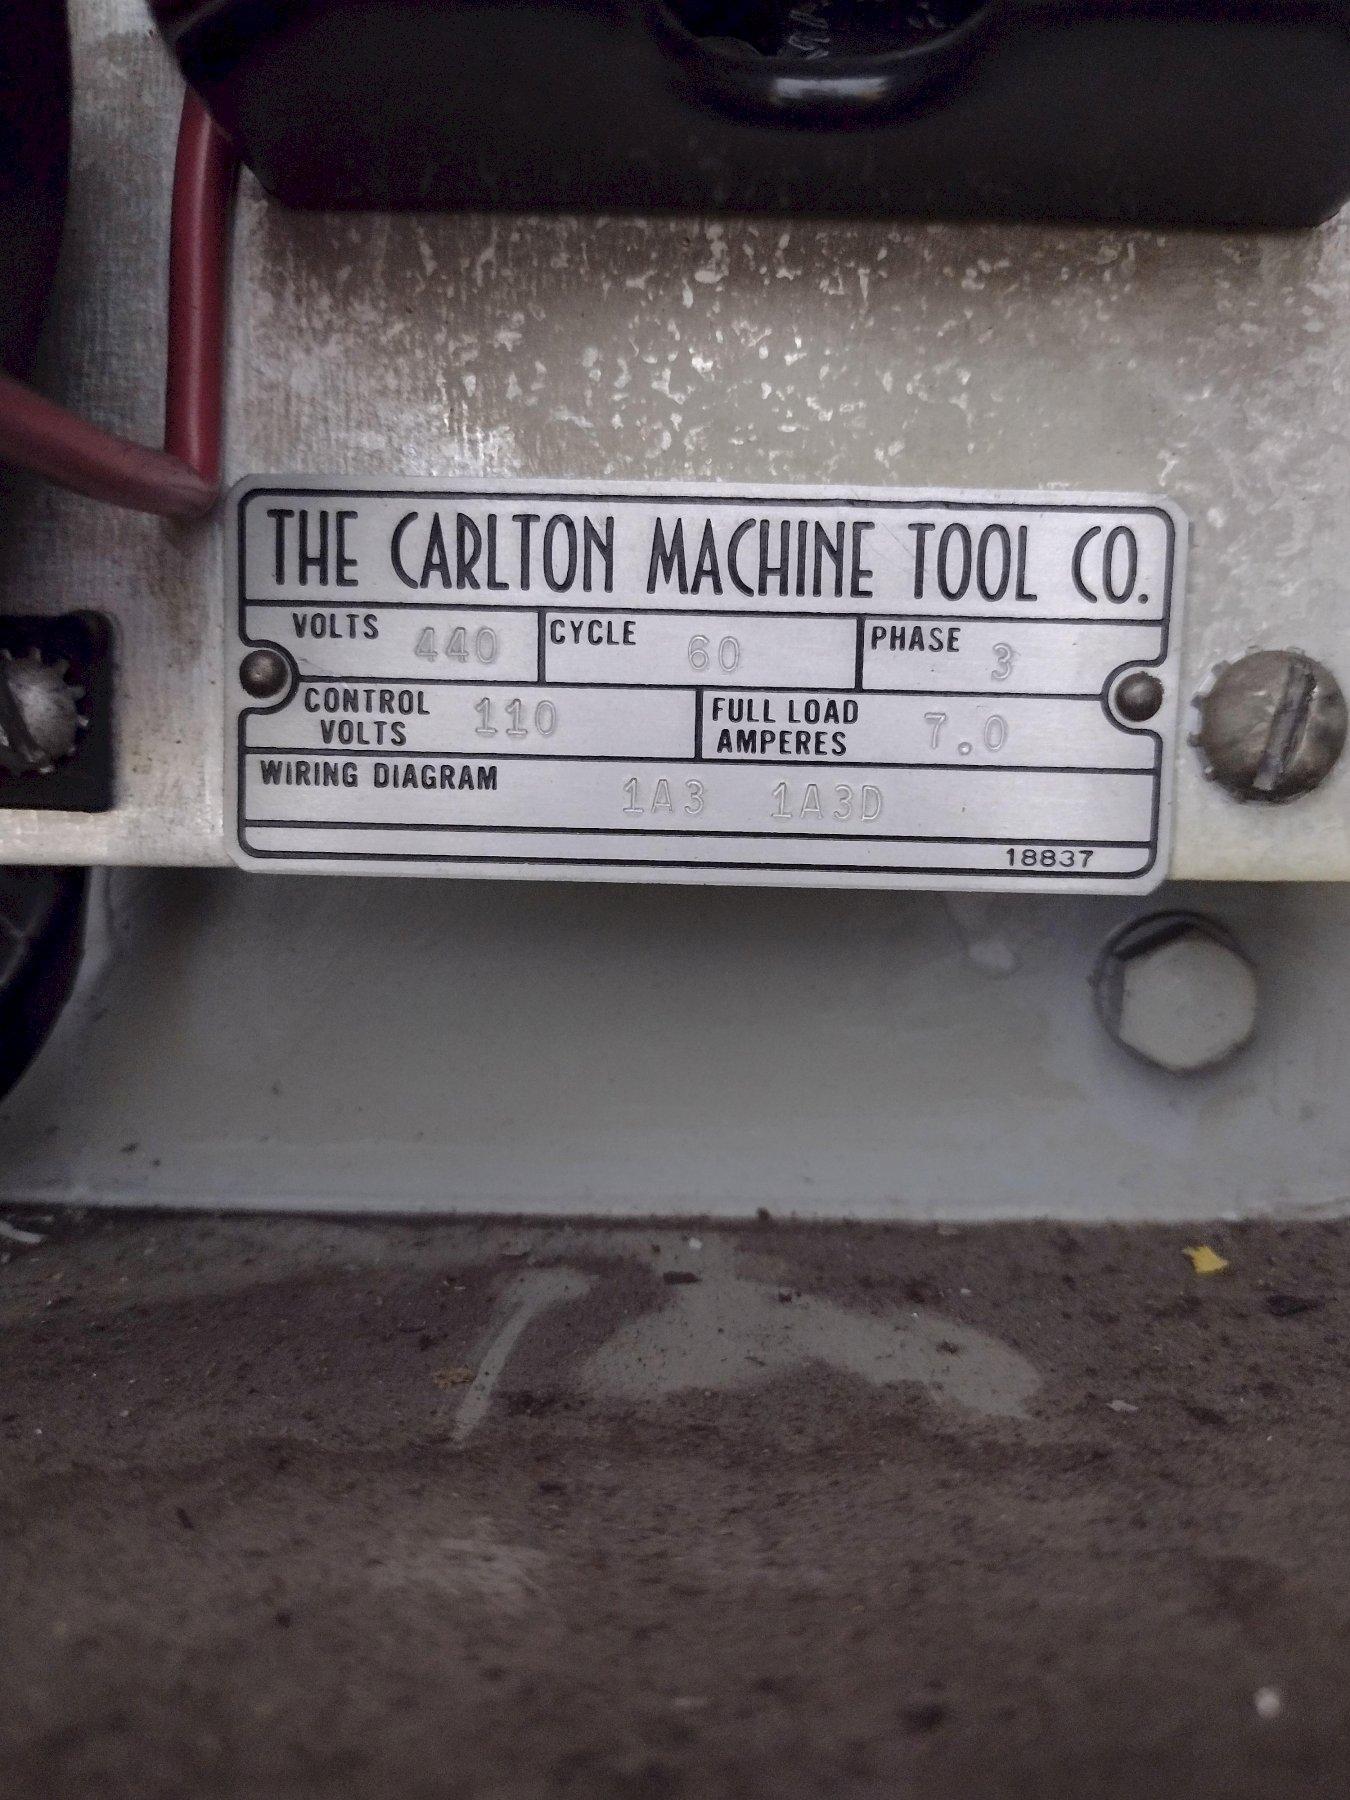 THE CARLTON MACHINE TOOL CO.
VOLTS 440 CYCLE 60 PHASE 3
CONTROL VOLTS 110 FULL LOAD AMPERES 7.0
WIRING DIAGRAM 1A3 1A3D
18837